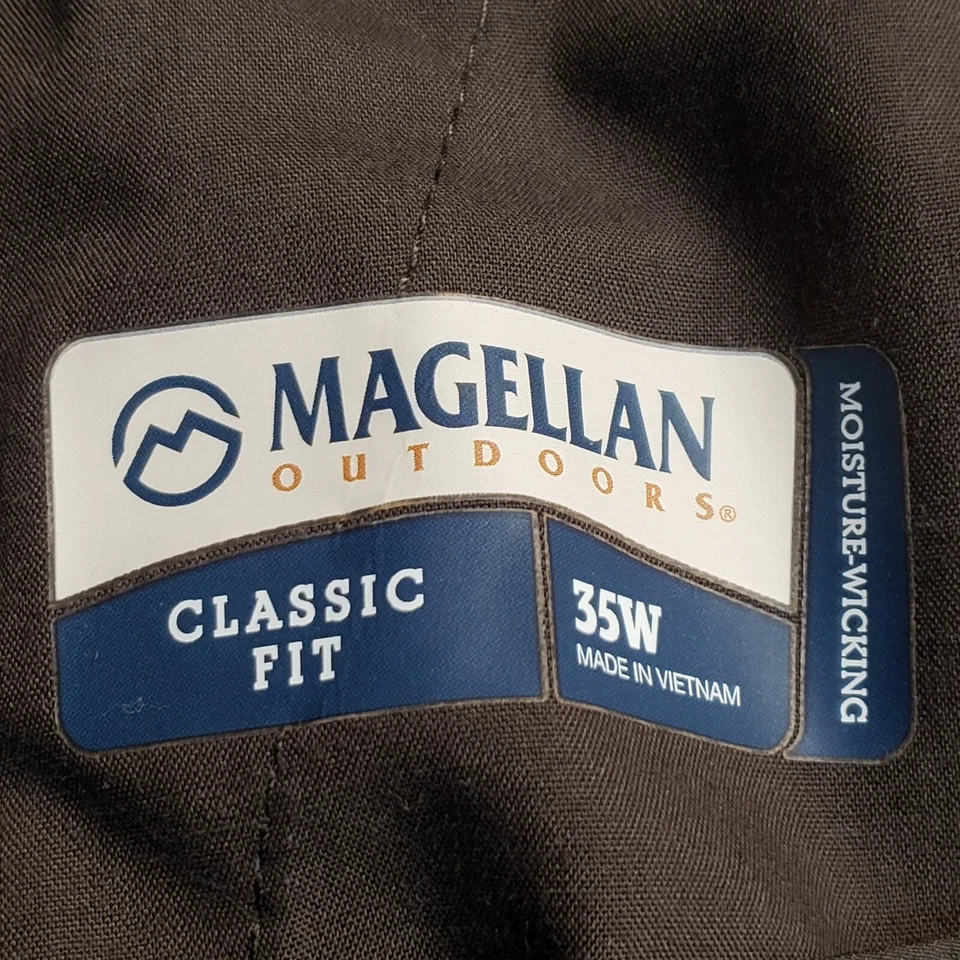 MAGELLAN
OUTDOORS®
CLASSIC
FIT
35W
MADE IN VIETNAM
MOISTURE-WICKING